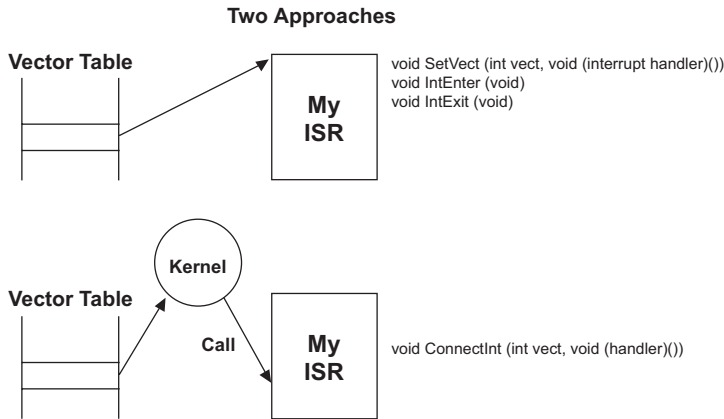 Two Approaches
Vector Table
My
ISR
void SetVect (int vect, void (interrupt handler)())
void IntEnter (void)
void IntExit (void)
Kernel
Vector Table
Call
My
ISR
void ConnectInt (int vect, void (handler)())